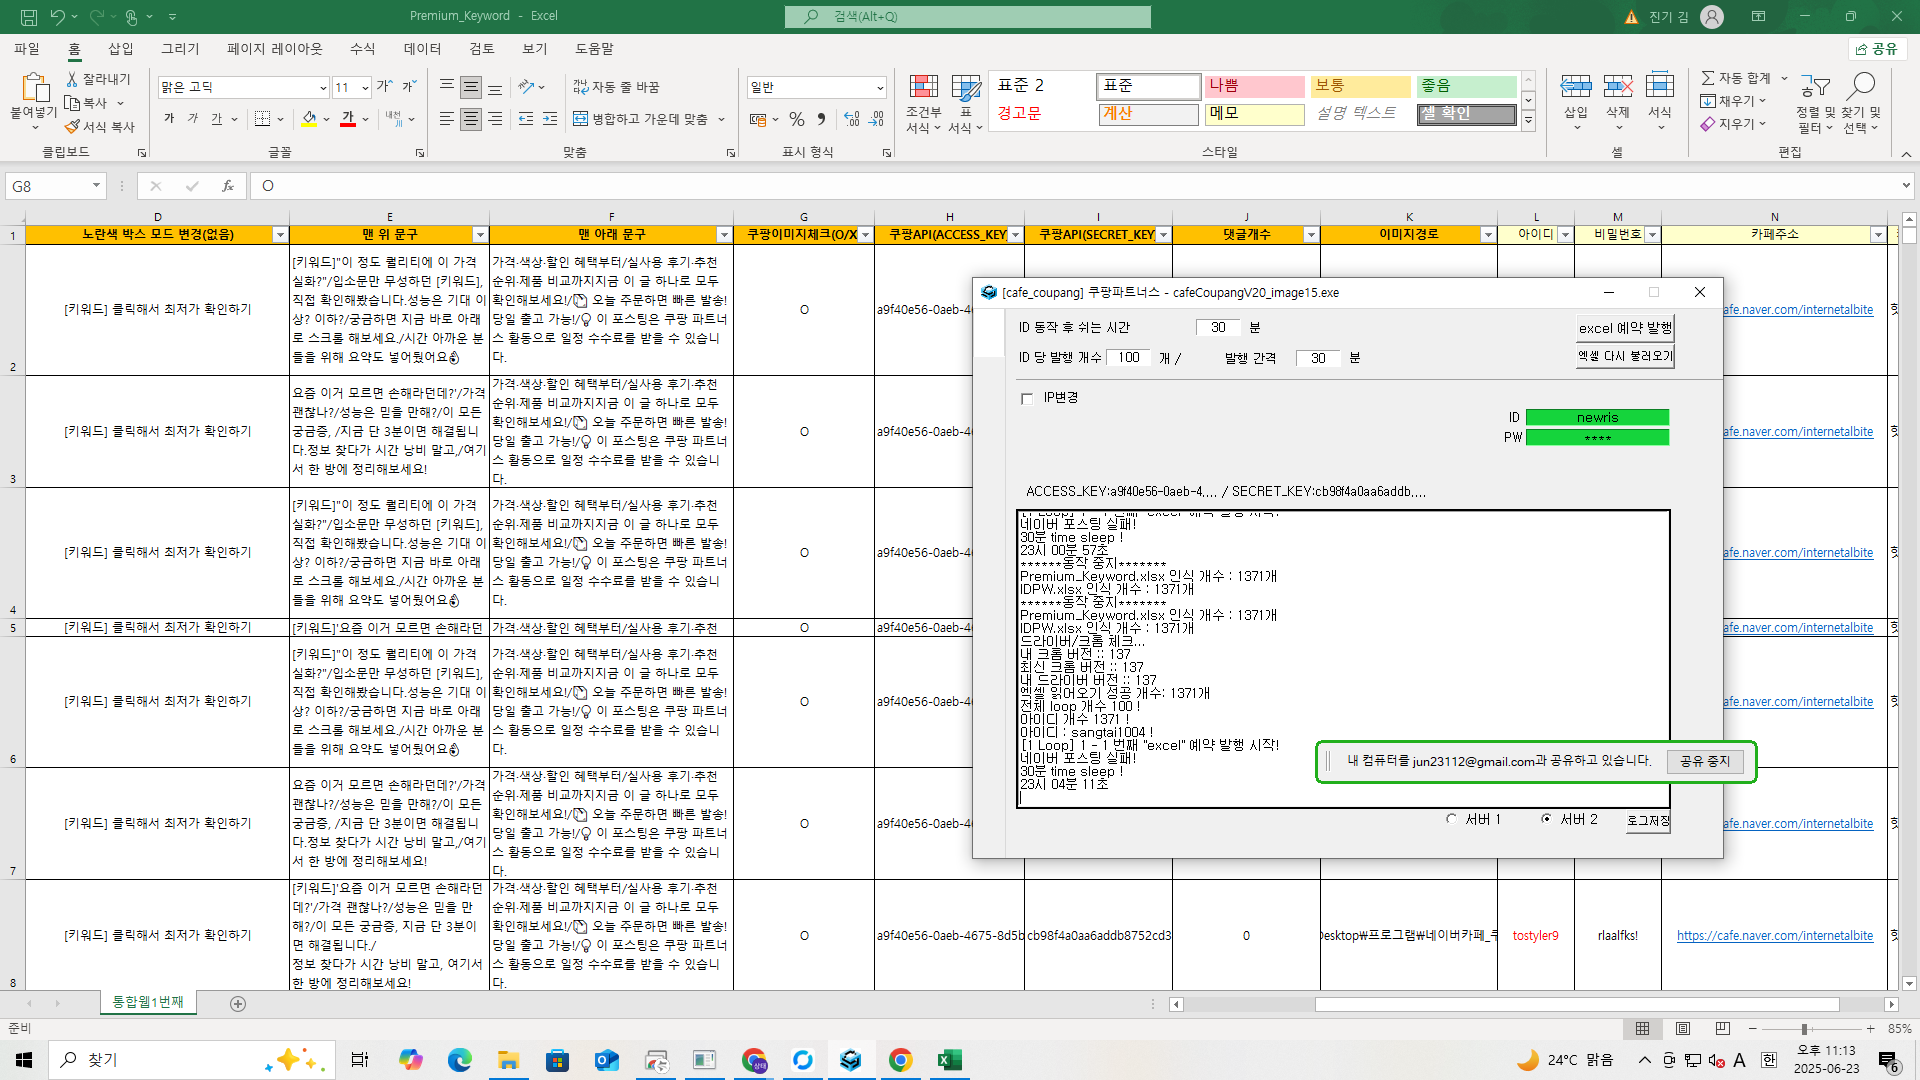 Premium_Keyword - Excel
검색(Alt+Q)
진기 김
파일 홈 삽입 그리기 페이지 레이아웃 수식 데이터 검토 보기 도움말
공유
붙여넣기
잘라내기
복사
서식 복사
클립보드
맑은 고딕 11
가 가 가
글꼴
자동 줄 바꿈
병합하고 가운데 맞춤
맞춤
일반
표시 형식
조건부 서식
표 서식
표준 2 표준 나쁨 보통 좋음
경고문 계산 메모 설명 텍스트 셀 확인
스타일
삽입 삭제 서식
셀
자동 합계
채우기
지우기
정렬 및 필터
찾기 및 선택
편집
G8
fx O
D E F G H I J K L M N
1 노란색 박스 모드 변경(없음) 맨 위 문구 맨 아래 문구 쿠팡이미지체크(O/X 쿠팡API(ACCESS_KEY 쿠팡API(SECRET_KEY 댓글개수 이미지경로 아이디 비밀번호 카페주소
2
[키워드] 클릭해서 최저가 확인하기
[키워드]"이 정도 퀄리티에 이 가격
실화?"/입소문만 무성하던 [키워드],
직접 확인해봤습니다.성능은 기대 이
상? 이하?/궁금하면 지금 바로 아래
로 스크롤 해보세요./시간 아까운 분
들을 위해 요약도 넣어뒀어요
가격·색상·할인 혜택부터/실사용 후기·추천
순위·제품 비교까지지금 이 글 하나로 모두
확인해보세요!/ 오늘 주문하면 빠른 발송!
당일 출고 가능!/ 이 포스팅은 쿠팡 파트너
스 활동으로 일정 수수료를 받을 수 있습니
다.
O
a9f40e56-0aeb-4
afe.naver.com/internetalbite
3
[키워드] 클릭해서 최저가 확인하기
요즘 이거 모르면 손해라던데?'/가격
괜찮나?/성능은 믿을 만해?/이 모든
궁금증, /지금 단 3분이면 해결됩니
다.정보 찾다가 시간 낭비 말고,/여기
서 한 방에 정리해보세요!
가격·색상·할인 혜택부터/실사용 후기·추천
순위·제품 비교까지지금 이 글 하나로 모두
확인해보세요!/ 오늘 주문하면 빠른 발송!
당일 출고 가능!/ 이 포스팅은 쿠팡 파트너
스 활동으로 일정 수수료를 받을 수 있습니
다.
O
a9f40e56-0aeb-4
afe.naver.com/internetalbite
4
[키워드] 클릭해서 최저가 확인하기
[키워드]"이 정도 퀄리티에 이 가격
실화?"/입소문만 무성하던 [키워드],
직접 확인해봤습니다.성능은 기대 이
상? 이하?/궁금하면 지금 바로 아래
로 스크롤 해보세요./시간 아까운 분
들을 위해 요약도 넣어뒀어요
가격·색상·할인 혜택부터/실사용 후기·추천
순위·제품 비교까지지금 이 글 하나로 모두
확인해보세요!/ 오늘 주문하면 빠른 발송!
당일 출고 가능!/ 이 포스팅은 쿠팡 파트너
스 활동으로 일정 수수료를 받을 수 있습니
다.
O
a9f40e56-0aeb-4
afe.naver.com/internetalbite
5 [키워드] 클릭해서 최저가 확인하기 [키워드]'요즘 이거 모르면 손해라던 가격·색상·할인 혜택부터/실사용 후기·추천 O a9f40e56-0aeb-4 afe.naver.com/internetalbite
6
[키워드] 클릭해서 최저가 확인하기
[키워드]"이 정도 퀄리티에 이 가격
실화?"/입소문만 무성하던 [키워드],
직접 확인해봤습니다.성능은 기대 이
상? 이하?/궁금하면 지금 바로 아래
로 스크롤 해보세요./시간 아까운 분
들을 위해 요약도 넣어뒀어요
가격·색상·할인 혜택부터/실사용 후기·추천
순위·제품 비교까지지금 이 글 하나로 모두
확인해보세요!/ 오늘 주문하면 빠른 발송!
당일 출고 가능!/ 이 포스팅은 쿠팡 파트너
스 활동으로 일정 수수료를 받을 수 있습니
다.
O
a9f40e56-0aeb-4
afe.naver.com/internetalbite
7
[키워드] 클릭해서 최저가 확인하기
요즘 이거 모르면 손해라던데?'/가격
괜찮나?/성능은 믿을 만해?/이 모든
궁금증, /지금 단 3분이면 해결됩니
다.정보 찾다가 시간 낭비 말고,/여기
서 한 방에 정리해보세요!
가격·색상·할인 혜택부터/실사용 후기·추천
순위·제품 비교까지지금 이 글 하나로 모두
확인해보세요!/ 오늘 주문하면 빠른 발송!
당일 출고 가능!/ 이 포스팅은 쿠팡 파트너
스 활동으로 일정 수수료를 받을 수 있습니
다.
O
a9f40e56-0aeb-4
afe.naver.com/internetalbite
8
[키워드] 클릭해서 최저가 확인하기
[키워드]'요즘 이거 모르면 손해라던
데?'/가격 괜찮나?/성능은 믿을 만
해?/이 모든 궁금증, 지금 단 3분이
면 해결됩니다./
정보 찾다가 시간 낭비 말고, 여기서
한 방에 정리해보세요!
가격·색상·할인 혜택부터/실사용 후기·추천
순위·제품 비교까지지금 이 글 하나로 모두
확인해보세요!/ 오늘 주문하면 빠른 발송!
당일 출고 가능!/ 이 포스팅은 쿠팡 파트너
스 활동으로 일정 수수료를 받을 수 있습니
다.
O
a9f40e56-0aeb-4675-8d5b
cb98f4a0aa6addb8752cd3
0
Desktop₩프로그램₩네이버카페_쿠
tostyler9
rlaalfks!
https://cafe.naver.com/internetalbite
[cafe_coupang] 쿠팡파트너스 - cafeCoupangV20_image15.exe
ID 동작 후 쉬는 시간 30 분
excel 예약 발행
ID 당 발행 개수 100 개 / 발행 간격 30 분
엑셀 다시 불러오기
IP변경
ID newris
PW ****
ACCESS_KEY:a9f40e56-0aeb-4.... / SECRET_KEY:cb98f4a0aa6addb....
[1 Loop] 1 - 1 번째 "excel" 예약 발행 시작!
네이버 포스팅 실패!
30분 time sleep !
23시 00분 57초
******동작 중지*******
Premium_Keyword.xlsx 인식 개수 : 1371개
IDPW.xlsx 인식 개수 : 1371개
******동작 중지*******
Premium_Keyword.xlsx 인식 개수 : 1371개
IDPW.xlsx 인식 개수 : 1371개
드라이버/크롬 체크...
내 크롬 버전 :: 137
최신 크롬 버전 :: 137
내 드라이버 버전 :: 137
엑셀 읽어오기 성공 개수: 1371개
전체 loop 개수 100 !
아이디 개수 1371 !
아이디 : sangtai1004 !
[1 Loop] 1 - 1 번째 "excel" 예약 발행 시작!
네이버 포스팅 실패!
30분 time sleep !
23시 04분 11초
내 컴퓨터를 jun23112@gmail.com과 공유하고 있습니다. 공유 중지
서버 1 서버 2 로그저장
통합웹1번째
준비
85%
찾기
24°C 맑음
A 한
오후 11:13
2025-06-23
6